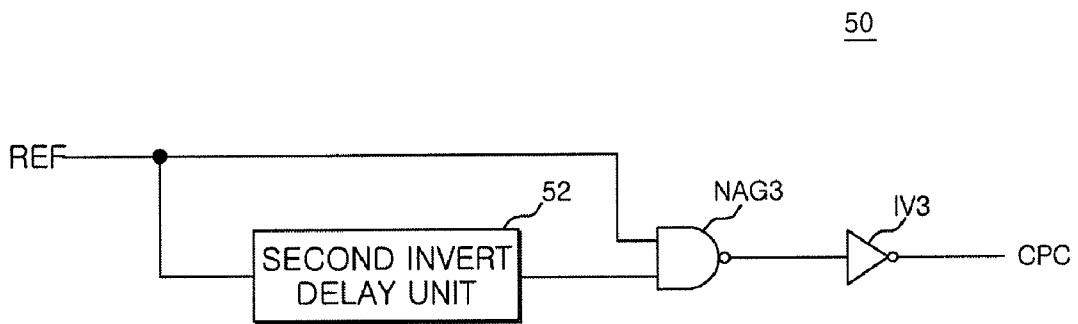 50
REF
52
NAG3
IV3
SECOND INVERT
DELAY UNIT
CPC